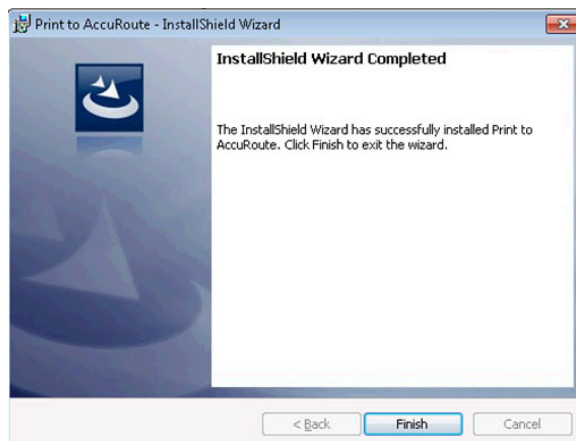 Print to AccuRoute - InstallShield Wizard
InstallShield Wizard Completed
The InstallShield Wizard has successfully installed Print to
AccuRoute. Click Finish to exit the wizard.
< Back
Finish
Cancel